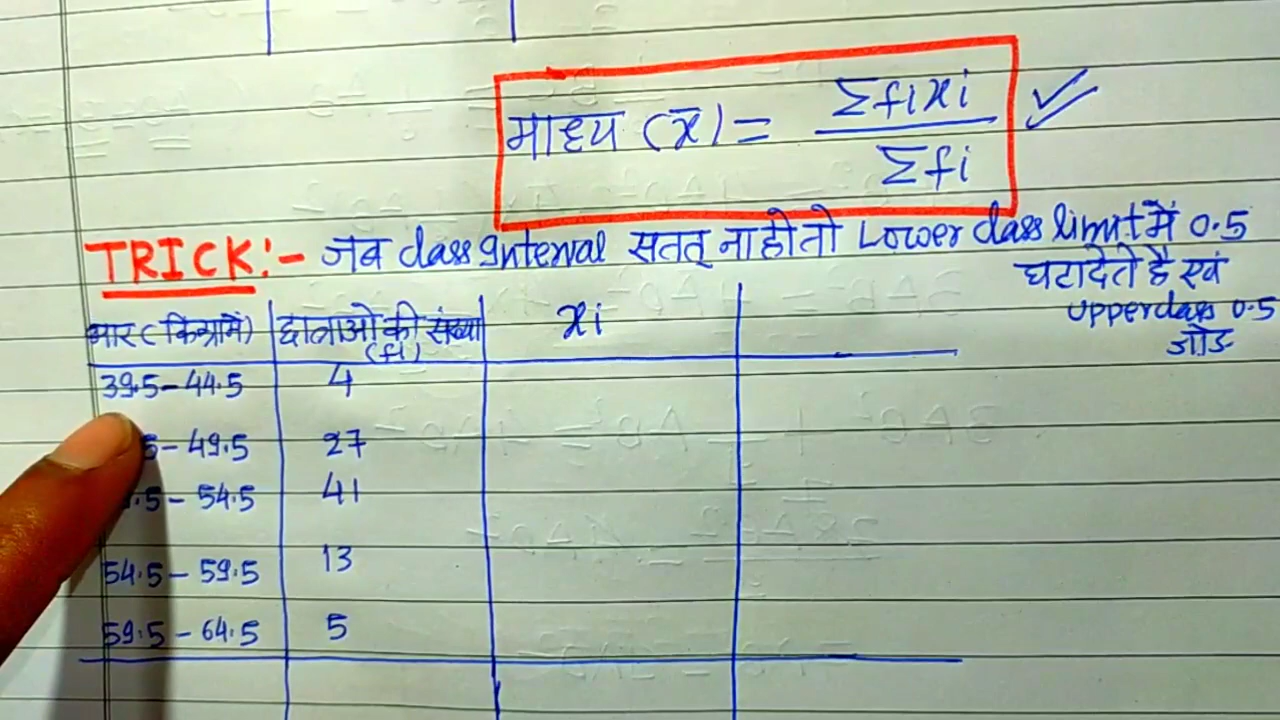 माध्य (x̄) = Σfixi / Σfi
TRICK:- जब class Interval सतत् ना हो तो Lower class limit में 0.5
घटा देते है एवं
upper class 0.5
जोड़
भार (किग्रा में) छात्राओं की संख्या (fi) xi
39.5-44.5 4
5-49.5 27
.5-54.5 41
54.5-59.5 13
59.5-64.5 5